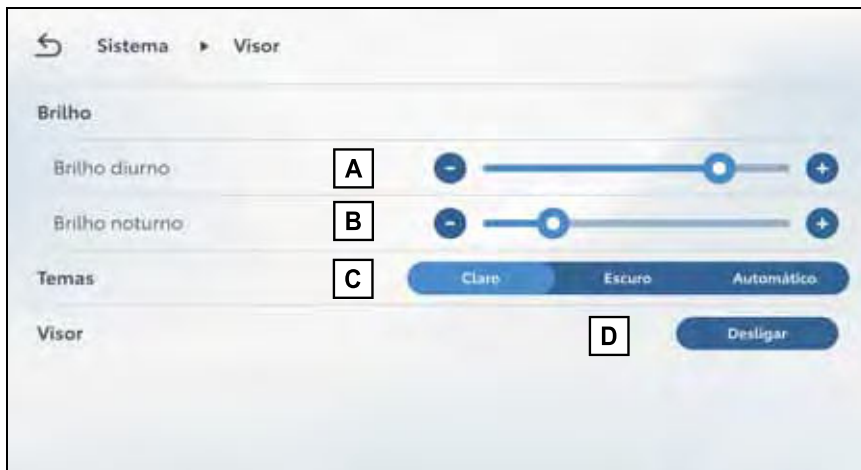 Sistema ▸ Visor
Brilho
Brilho diurno A - +
Brilho noturno B - +
Temas C Claro Escuro Automático
Visor D Desligar